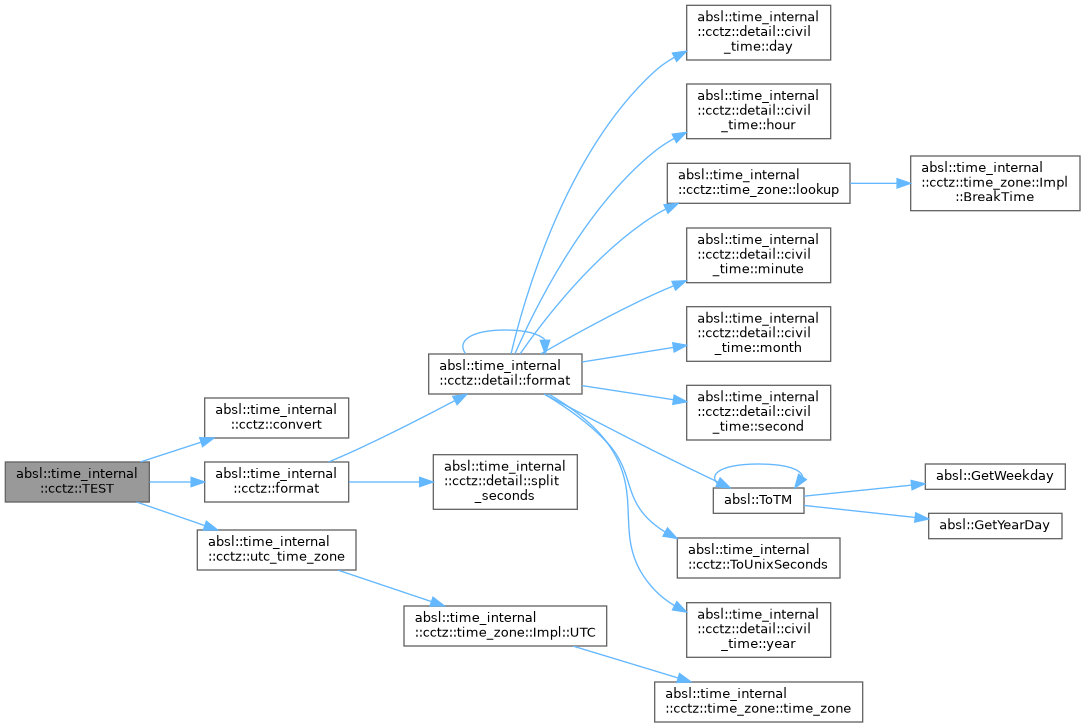 absl::time_internal
::cctz::TEST
absl::time_internal
::cctz::convert
absl::time_internal
::cctz::format
absl::time_internal
::cctz::utc_time_zone
absl::time_internal
::cctz::detail::format
absl::time_internal
::cctz::detail::split
_seconds
absl::time_internal
::cctz::time_zone::Impl::UTC
absl::time_internal
::cctz::detail::civil
_time::day
absl::time_internal
::cctz::detail::civil
_time::hour
absl::time_internal
::cctz::time_zone::lookup
absl::time_internal
::cctz::time_zone::Impl
::BreakTime
absl::time_internal
::cctz::detail::civil
_time::minute
absl::time_internal
::cctz::detail::civil
_time::month
absl::time_internal
::cctz::detail::civil
_time::second
absl::ToTM
absl::GetWeekday
absl::GetYearDay
absl::time_internal
::cctz::ToUnixSeconds
absl::time_internal
::cctz::detail::civil
_time::year
absl::time_internal
::cctz::time_zone::time_zone